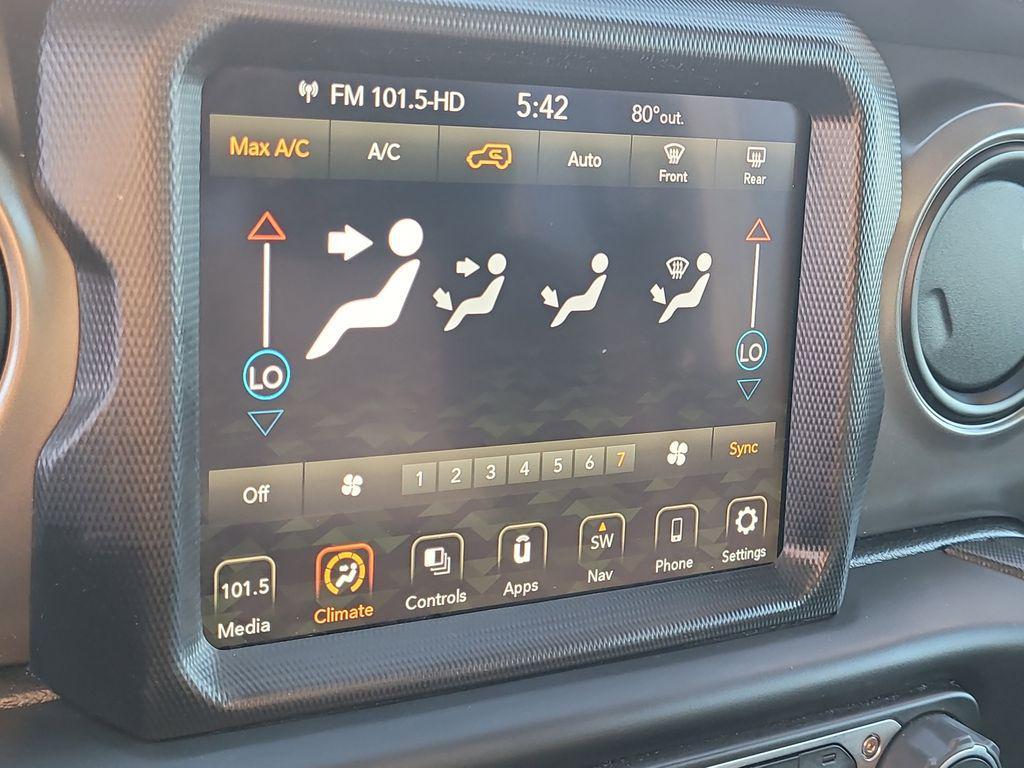 FM 101.5-HD 5:42 80°out.
Max A/C A/C Auto Front Rear
LO LO
Off 1 2 3 4 5 6 7 Sync
101.5 SW
Media Climate Controls Apps Nav Phone Settings